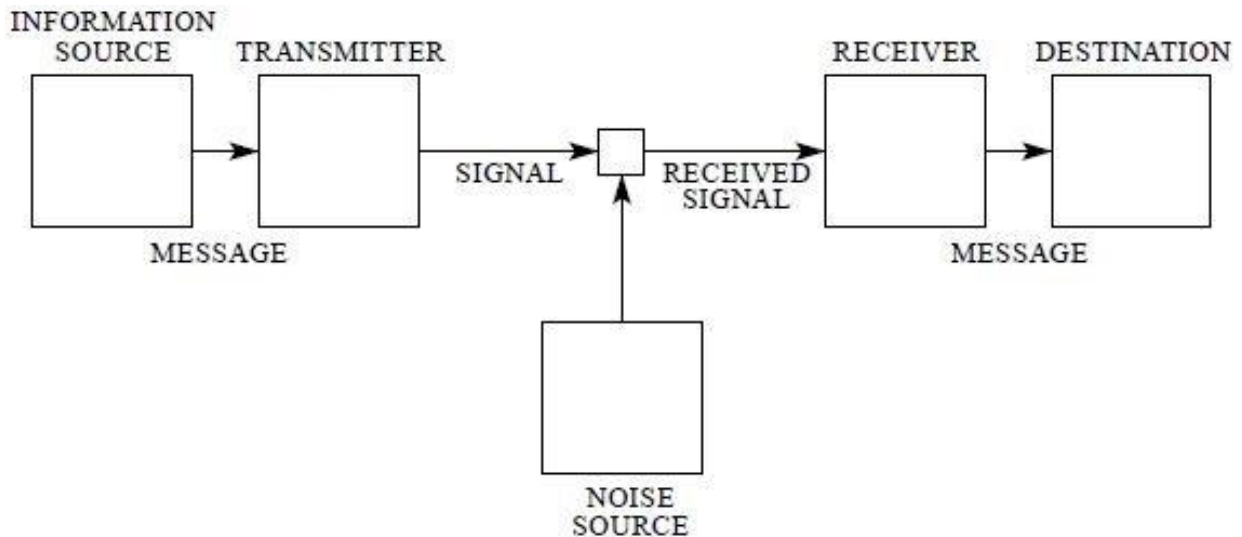 INFORMATION
SOURCE
TRANSMITTER
RECEIVER
DESTINATION
SIGNAL
RECEIVED
SIGNAL
MESSAGE
MESSAGE
NOISE
SOURCE